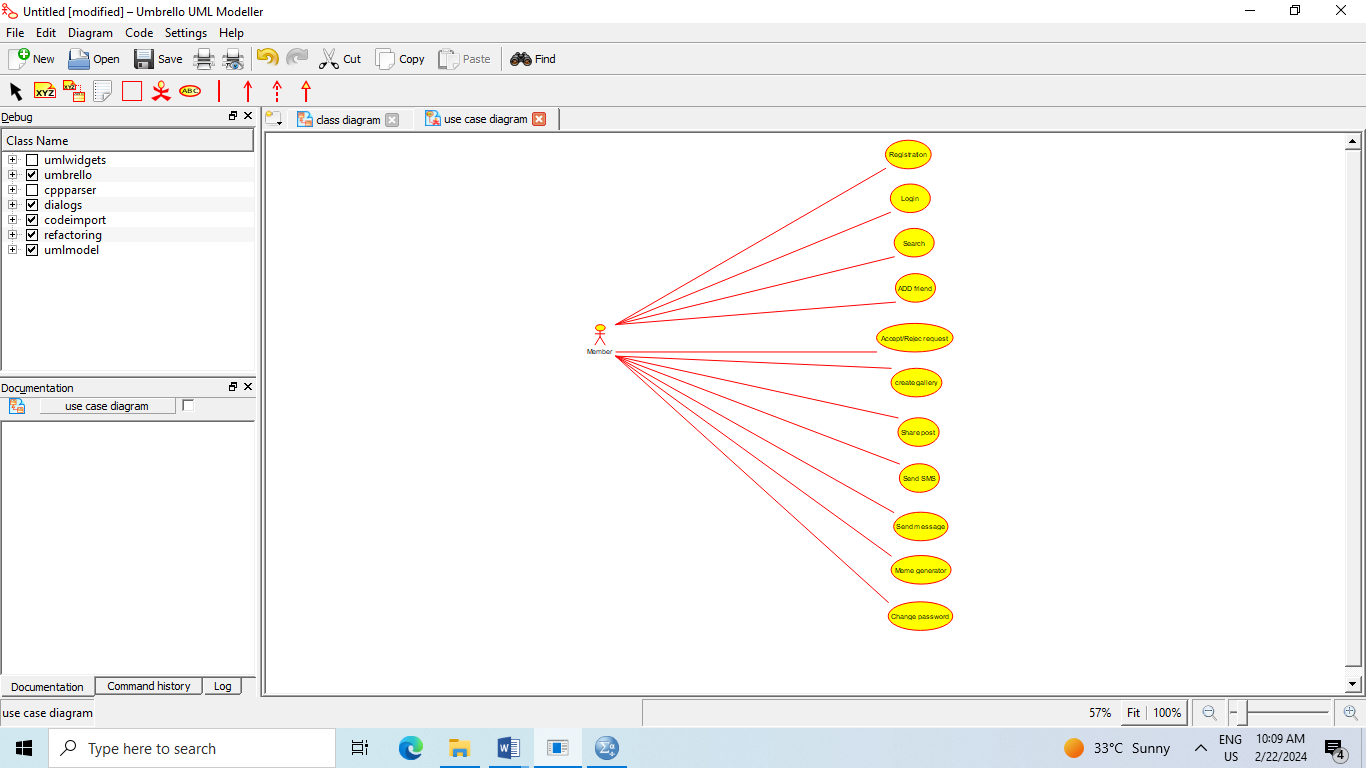 Untitled [modified] – Umbrello UML Modeller
File Edit Diagram Code Settings Help
New Open Save Cut Copy Paste Find
XYZ XYZ ABC
Debug
class diagram use case diagram
Class Name
umlwidgets
umbrello
cppparser
dialogs
codeimport
refactoring
umlmodel
Documentation
use case diagram
Documentation Command history Log
Registration
Login
Search
ADD friend
Member
Accept/Rejec request
create gallery
Share post
Send SMS
Send message
Meme generator
Change password
use case diagram
57% Fit 100%
Type here to search
33°C Sunny
ENG
US
10:09 AM
2/22/2024
4